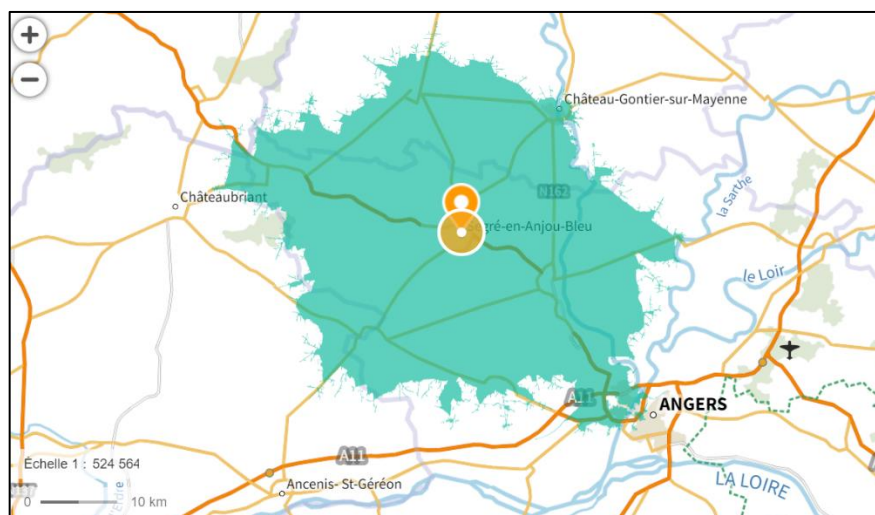 +
−
Château-Gontier-sur-Mayenne
Châteaubriant
N162
la Sarthe
Segré-en-Anjou-Bleu
le Loir
A11
ANGERS
A11
Échelle 1 : 524 564
0
10 km
Erdre
Ancenis- St-Géréon
LA LOIRE